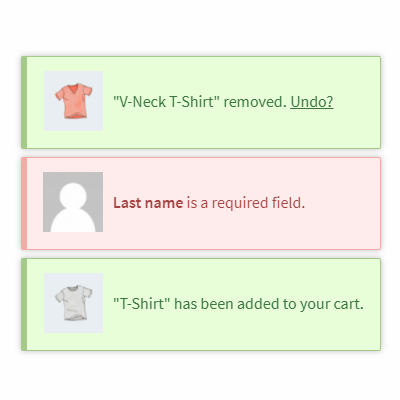 "V-Neck T-Shirt" removed. Undo?
Last name is a required field.
"T-Shirt" has been added to your cart.